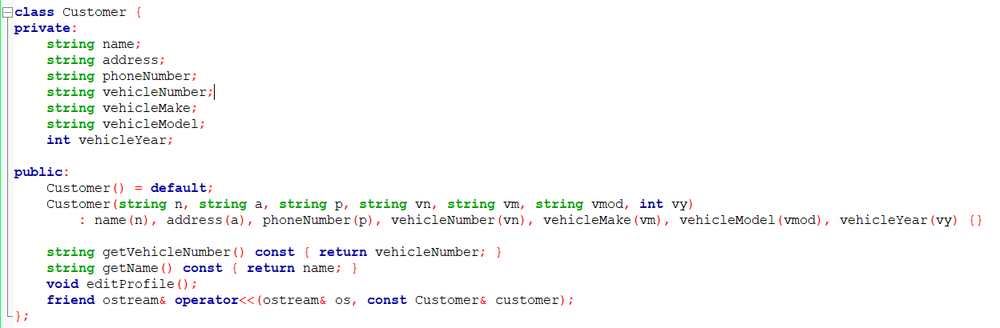 class Customer {
private:
    string name;
    string address;
    string phoneNumber;
    string vehicleNumber;
    string vehicleMake;
    string vehicleModel;
    int vehicleYear;

public:
    Customer() = default;
    Customer(string n, string a, string p, string vn, string vm, string vmod, int vy)
        : name(n), address(a), phoneNumber(p), vehicleNumber(vn), vehicleMake(vm), vehicleModel(vmod), vehicleYear(vy) {}

    string getVehicleNumber() const { return vehicleNumber; }
    string getName() const { return name; }
    void editProfile();
    friend ostream& operator<<(ostream& os, const Customer& customer);
};